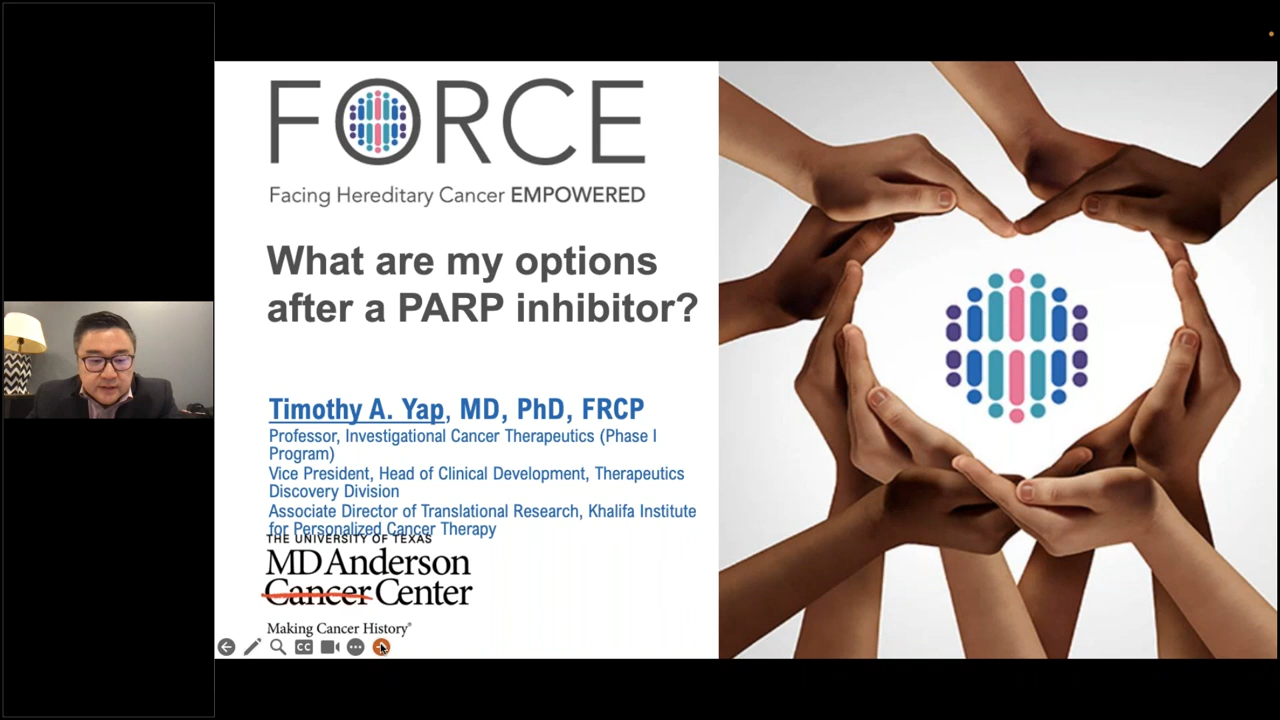 FORCE
Facing Hereditary Cancer EMPOWERED
What are my options
after a PARP inhibitor?
Timothy A. Yap, MD, PhD, FRCP
Professor, Investigational Cancer Therapeutics (Phase I
Program)
Vice President, Head of Clinical Development, Therapeutics
Discovery Division
Associate Director of Translational Research, Khalifa Institute
for Personalized Cancer Therapy
THE UNIVERSITY OF TEXAS
MD Anderson
Cancer Center
Making Cancer History®
CC